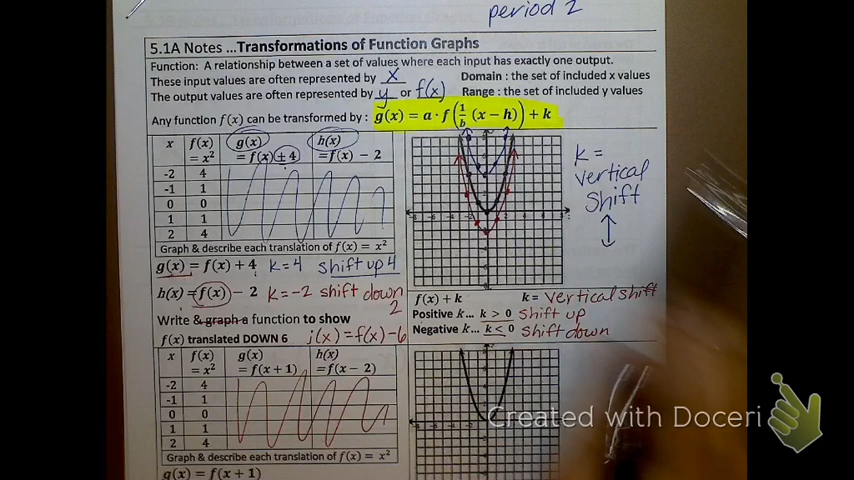 period 2
5.1A Notes ...Transformations of Function Graphs
Function: A relationship between a set of values where each input has exactly one output.
These input values are often represented by x
Domain : the set of included x values
The output values are often represented by y or f(x)
Range : the set of included y values
Any function f(x) can be transformed by : g(x) = a · f(1/b (x − h)) + k
x f(x) = x² g(x) = f(x) + 4 h(x) = f(x) − 2
-2 4
-1 1
0 0
1 1
2 4
k = vertical shift
Graph & describe each translation of f(x) = x²
g(x) = f(x) + 4 k = 4 shift up 4
h(x) = f(x) − 2 k = −2 shift down 2
f(x) + k k = vertical shift
Positive k... k > 0 shift up
Negative k... k < 0 shift down
Write & graph a function to show
f(x) translated DOWN 6 j(x) = f(x) − 6
x f(x) = x² g(x) = f(x + 1) h(x) = f(x − 2)
-2 4
-1 1
0 0
1 1
2 4
Graph & describe each translation of f(x) = x²
g(x) = f(x + 1)
Created with Doceri